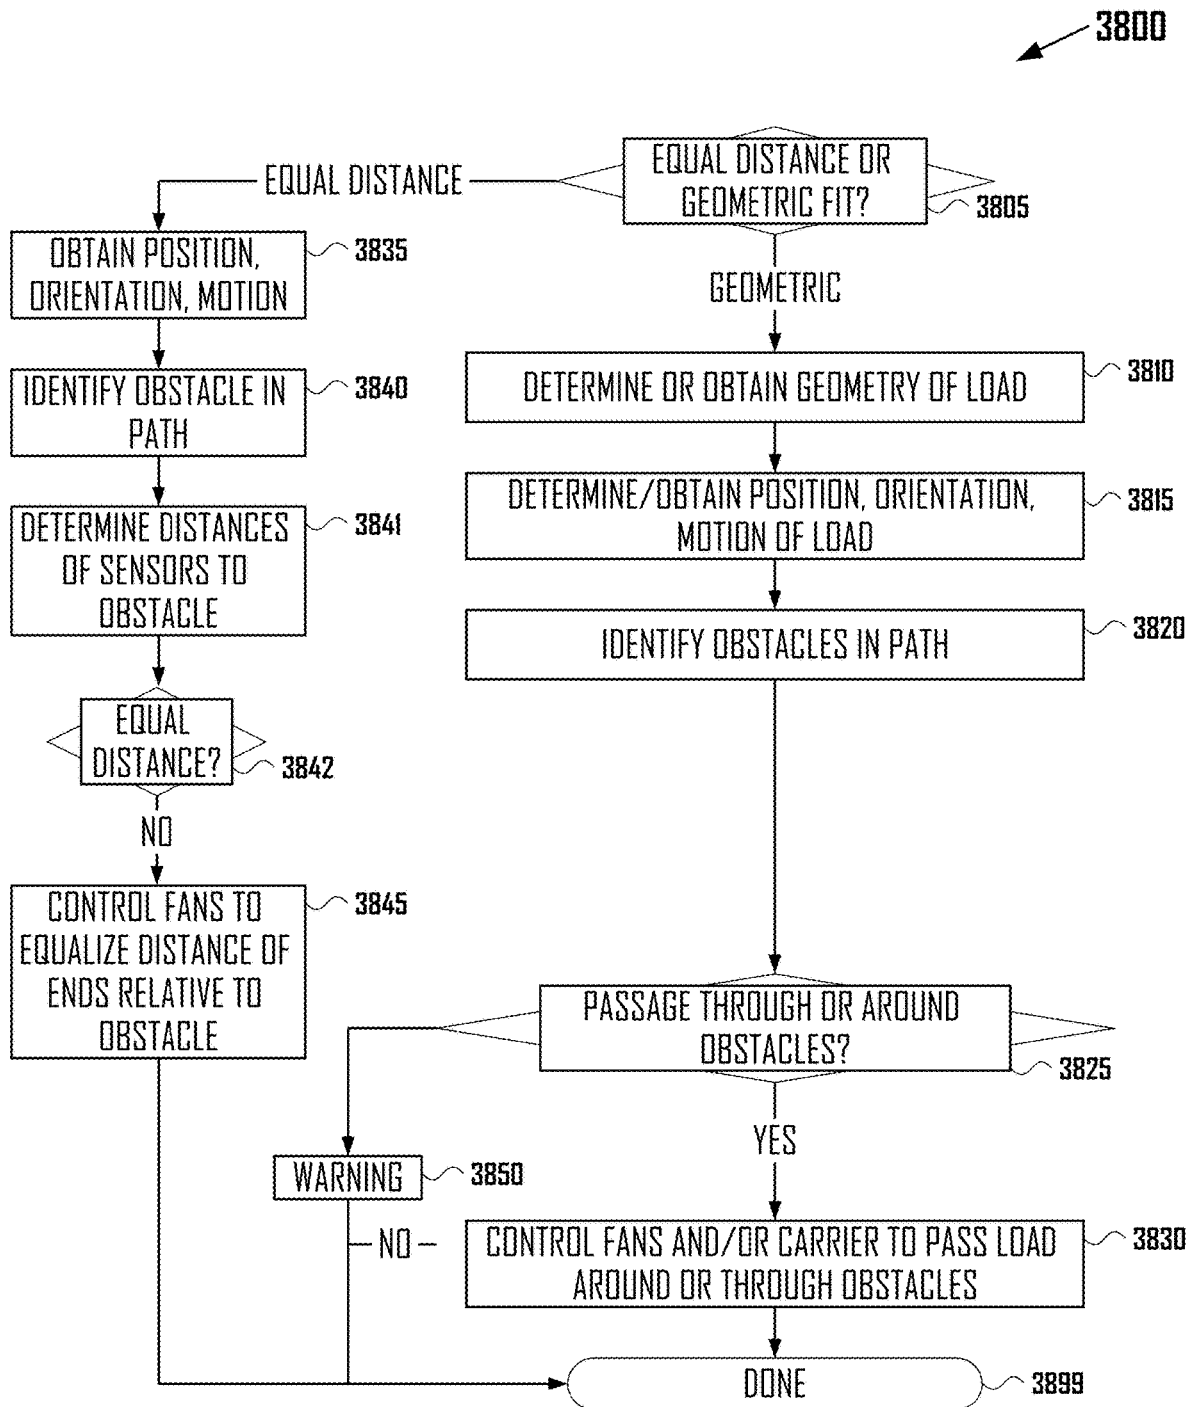 3800
EQUAL DISTANCE OR
GEOMETRIC FIT?
3805
EQUAL DISTANCE
GEOMETRIC
OBTAIN POSITION,
ORIENTATION, MOTION
3835
IDENTIFY OBSTACLE IN
PATH
3840
DETERMINE DISTANCES
OF SENSORS TO
OBSTACLE
3841
EQUAL
DISTANCE?
3842
NO
CONTROL FANS TO
EQUALIZE DISTANCE OF
ENDS RELATIVE TO
OBSTACLE
3845
DETERMINE OR OBTAIN GEOMETRY OF LOAD
3810
DETERMINE/OBTAIN POSITION, ORIENTATION,
MOTION OF LOAD
3815
IDENTIFY OBSTACLES IN PATH
3820
PASSAGE THROUGH OR AROUND
OBSTACLES?
3825
YES
WARNING
3850
NO
CONTROL FANS AND/OR CARRIER TO PASS LOAD
AROUND OR THROUGH OBSTACLES
3830
DONE
3899